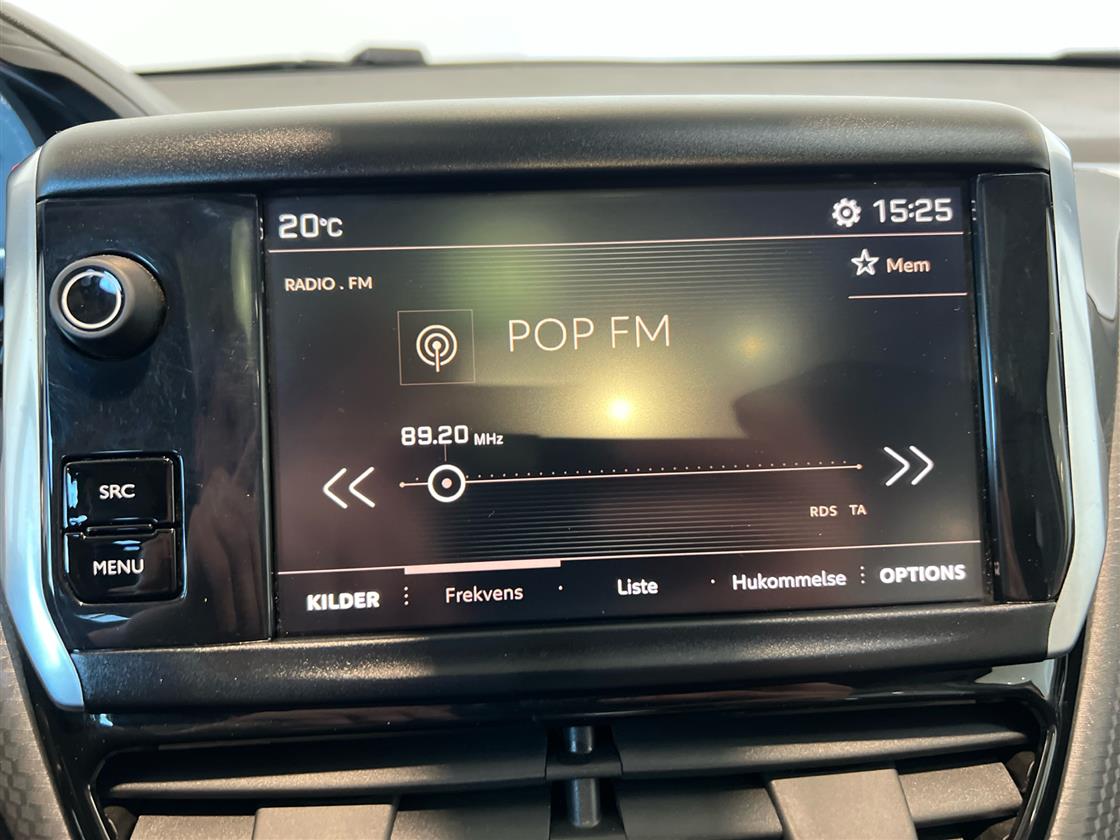 20°C 15:25
RADIO . FM
Mem
POP FM
89.20 MHz
SRC
MENU
RDS TA
KILDER Frekvens Liste Hukommelse OPTIONS